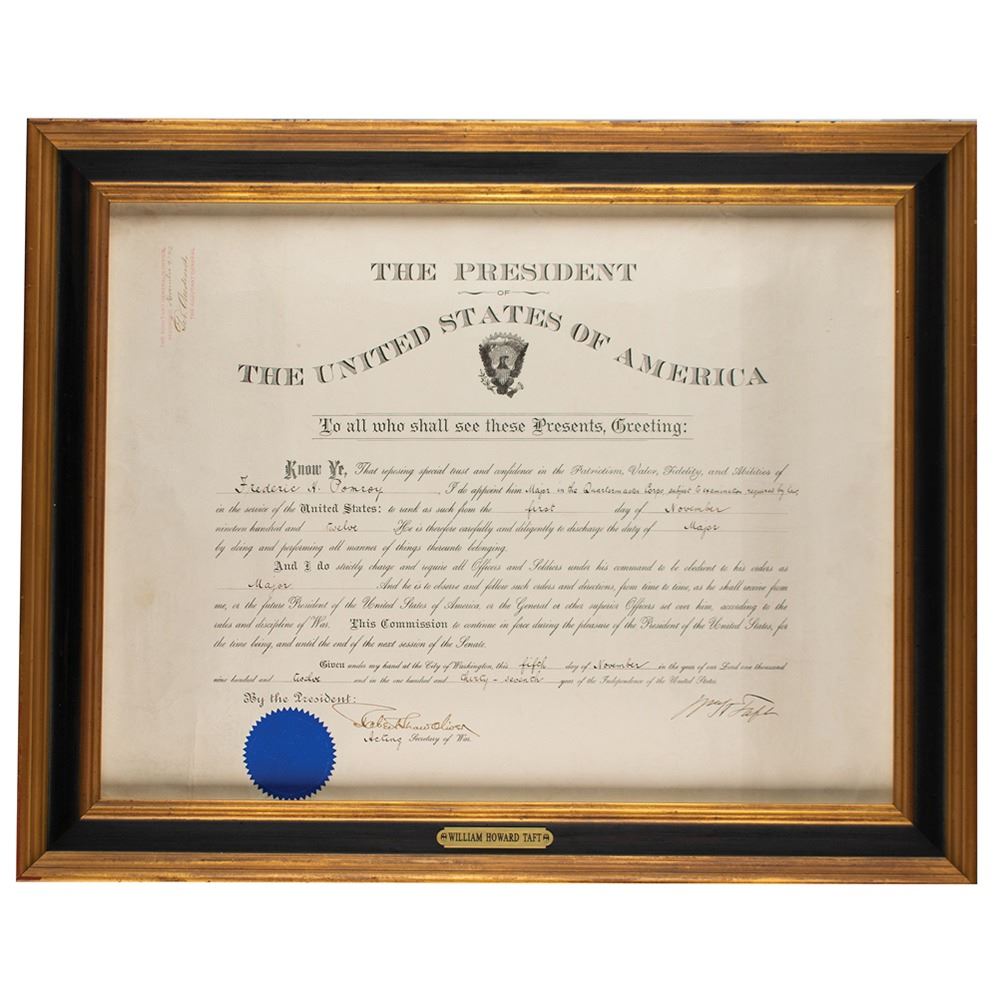 THE PRESIDENT
OF
THE UNITED STATES OF AMERICA
To all who shall see these Presents, Greeting:
Know Ye, That reposing special trust and confidence in the Patriotism, Valor, Fidelity, and Abilities of
Frederic H. Pomroy, I do appoint him Major in the Quartermaster Corps, subject to examination required by law,
in the service of the United States: to rank as such from the first day of November
nineteen hundred and twelve He is therefore carefully and diligently to discharge the duty of Major
by doing and performing all manner of things thereunto belonging.
And I do strictly charge and require all Officers and Soldiers under his command to be obedient to his orders as
Major And he is to observe and follow such orders and directions, from time to time, as he shall receive from
me, or the future President of the United States of America, or the General or other superior Officers set over him, according to the
rules and discipline of War. This Commission to continue in force during the pleasure of the President of the United States, for
the time being, and until the end of the next session of the Senate.
Given under my hand at the City of Washington, this fifth day of November in the year of our Lord one thousand
nine hundred and twelve and in the one hundred and thirty-seventh year of the Independence of the United States.
By the President:
Wm H Taft
Robert Shaw Oliver
Acting Secretary of War.
WILLIAM HOWARD TAFT